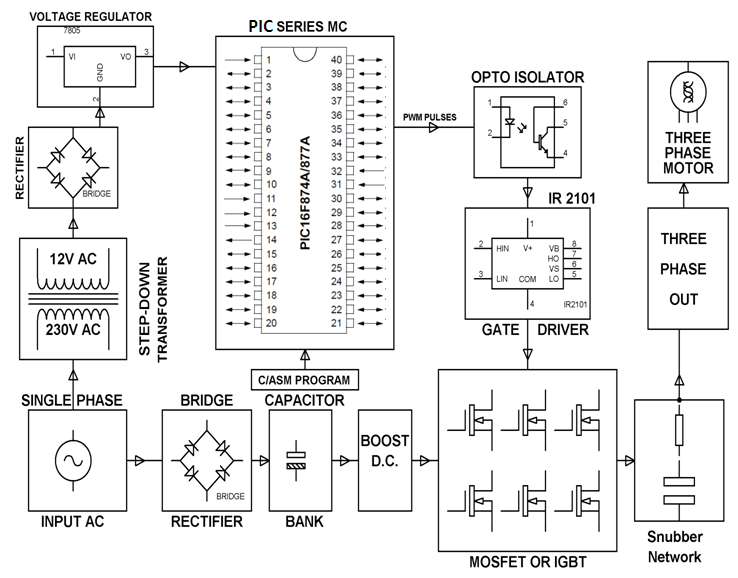 VOLTAGE REGULATOR
7805
1 VI VO 3
GND
2
RECTIFIER
BRIDGE
12V AC
230V AC
STEP-DOWN
TRANSFORMER
SINGLE PHASE
INPUT AC
PIC SERIES MC
PIC16F874A/877A
1 40
2 39
3 38
4 37
5 36
6 35
7 34
8 33
9 32
10 31
11 30
12 29
13 28
14 27
15 26
16 25
17 24
18 23
19 22
20 21
C/ASM PROGRAM
PWM PULSES
OPTO ISOLATOR
1 6
2 5
4
IR 2101
1
2 HIN V+ VB 8
HO 7
VS 6
3 LIN COM LO 5
4
IR2101
GATE DRIVER
THREE
PHASE
MOTOR
THREE
PHASE
OUT
BRIDGE
BRIDGE
RECTIFIER
CAPACITOR
BANK
BOOST
D.C.
MOSFET OR IGBT
Snubber
Network